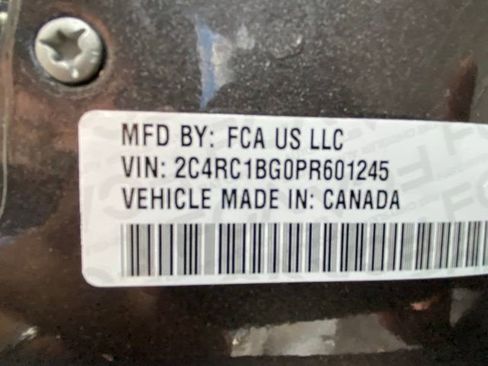 MFD BY: FCA US LLC
VIN: 2C4RC1BG0PR601245
VEHICLE MADE IN: CANADA